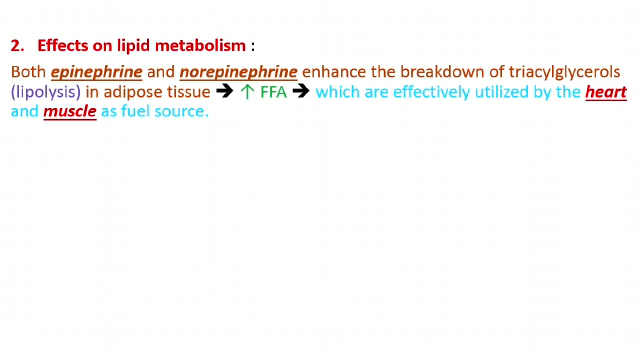 2. Effects on lipid metabolism :
Both epinephrine and norepinephrine enhance the breakdown of triacylglycerols
(lipolysis) in adipose tissue ➔ ↑ FFA ➔ which are effectively utilized by the heart
and muscle as fuel source.